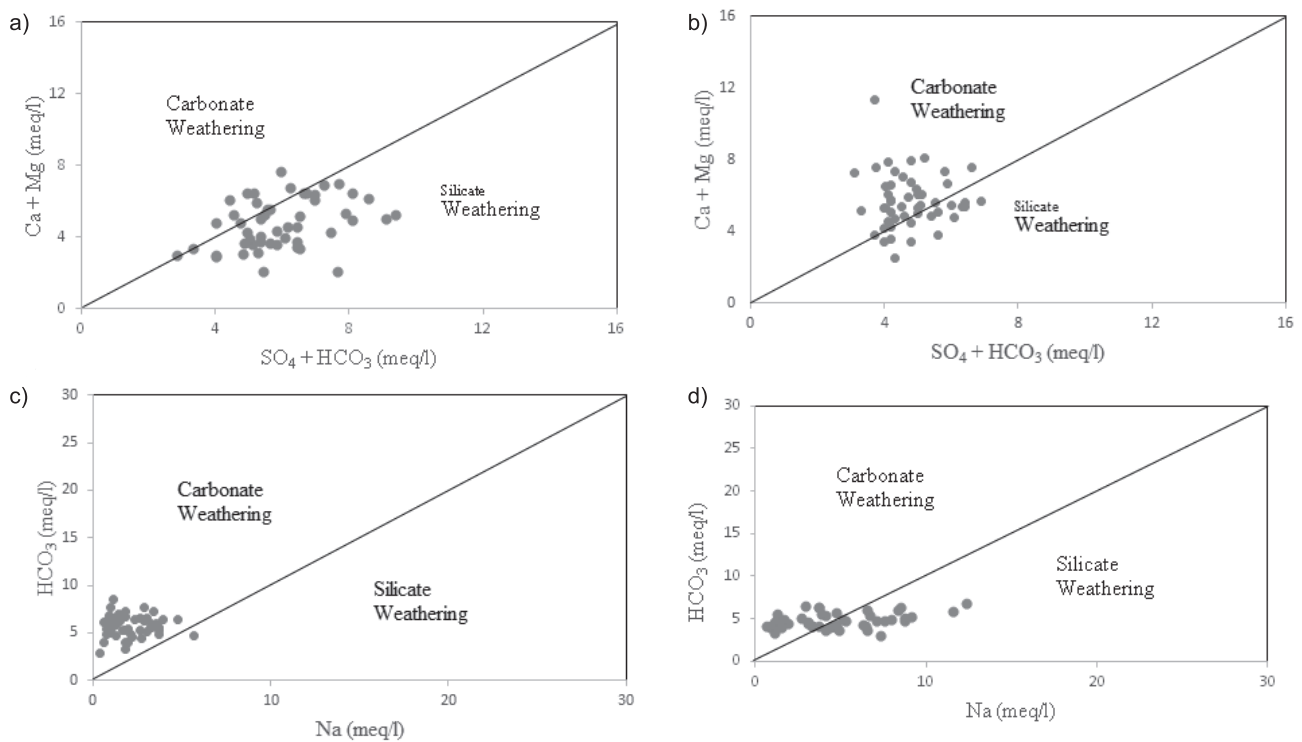 a)
16
12
8
4
0
Ca + Mg (meq/l)
Carbonate
Weathering
Silicate
Weathering
0 4 8 12 16
SO₄ + HCO₃ (meq/l)
b)
16
12
8
4
0
Ca + Mg (meq/l)
Carbonate
Weathering
Silicate
Weathering
0 4 8 12 16
SO₄ + HCO₃ (meq/l)
c)
30
25
20
15
10
5
0
HCO₃ (meq/l)
Carbonate
Weathering
Silicate
Weathering
0 10 20 30
Na (meq/l)
d)
30
25
20
15
10
5
0
HCO₃ (meq/l)
Carbonate
Weathering
Silicate
Weathering
0 10 20 30
Na (meq/l)